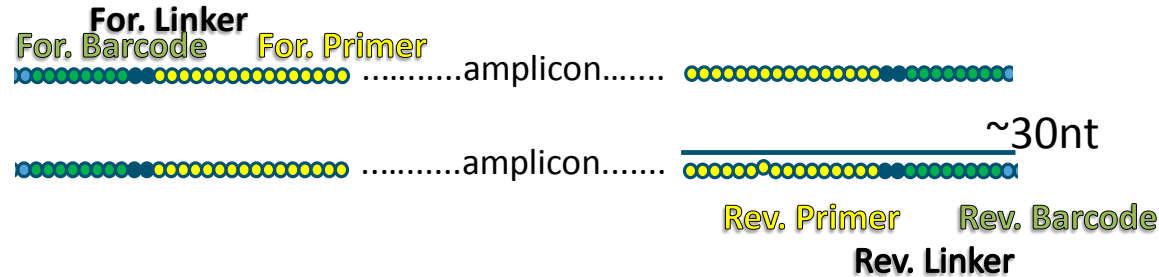 For. Linker
For. Barcode For. Primer
............amplicon.......
~30nt
............amplicon.......
Rev. Primer Rev. Barcode
Rev. Linker